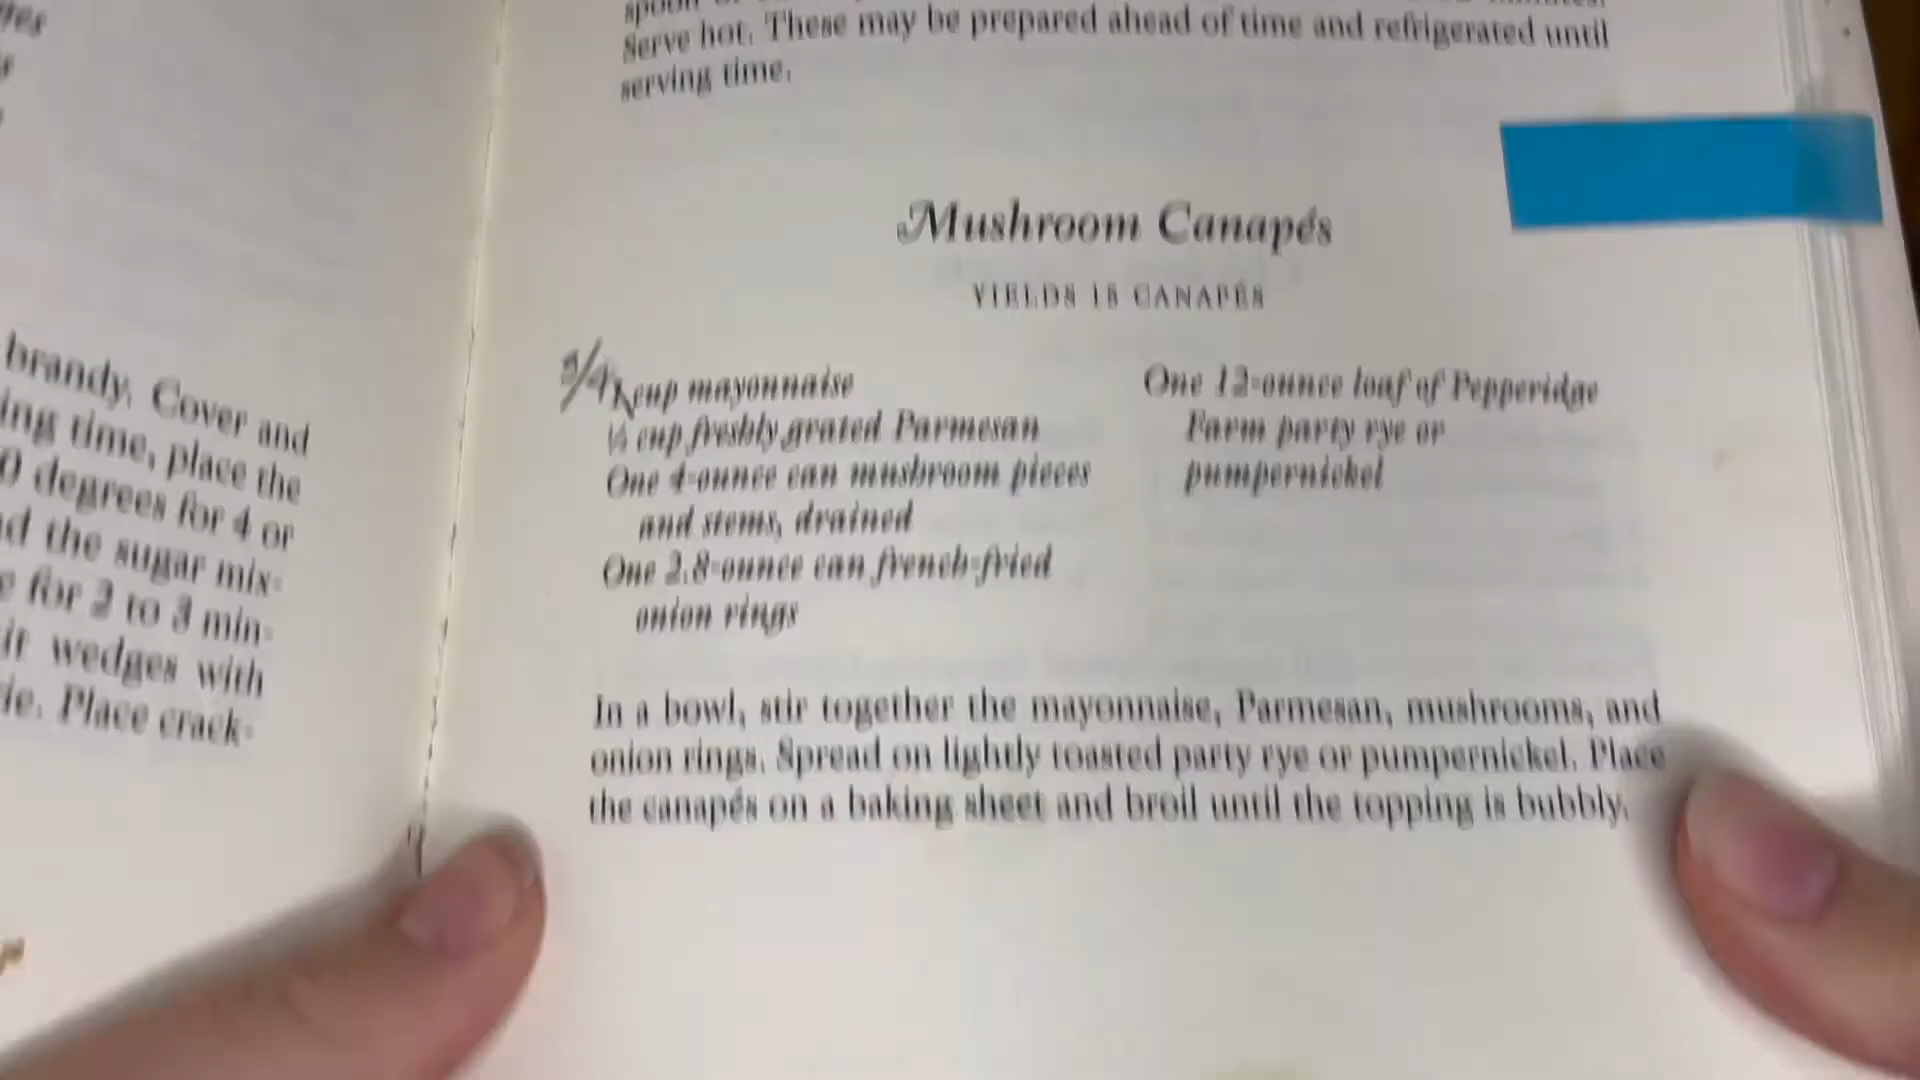 brandy. Cover and
ing time, place the
0 degrees for 4 or
d the sugar mix-
e for 2 to 3 min-
it wedges with
ie. Place crack-
spoon
Serve hot. These may be prepared ahead of time and refrigerated until
serving time.
Mushroom Canapés
YIELDS 18 CANAPÉS
3/4 cup mayonnaise
cup freshly grated Parmesan
One 4-ounce can mushroom pieces
and stems, drained
One 2.8-ounce can french-fried
onion rings
One 12-ounce loaf of Pepperidge
Farm party rye or
pumpernickel
In a bowl, stir together the mayonnaise, Parmesan, mushrooms, and
onion rings. Spread on lightly toasted party rye or pumpernickel. Place
the canapés on a baking sheet and broil until the topping is bubbly.